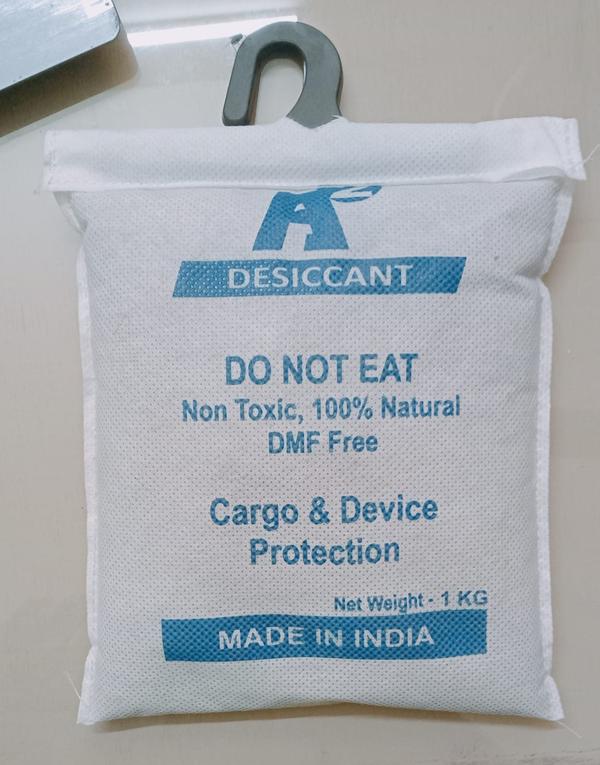 A²
DESICCANT
DO NOT EAT
Non Toxic, 100% Natural
DMF Free
Cargo & Device
Protection
Net Weight - 1 KG
MADE IN INDIA